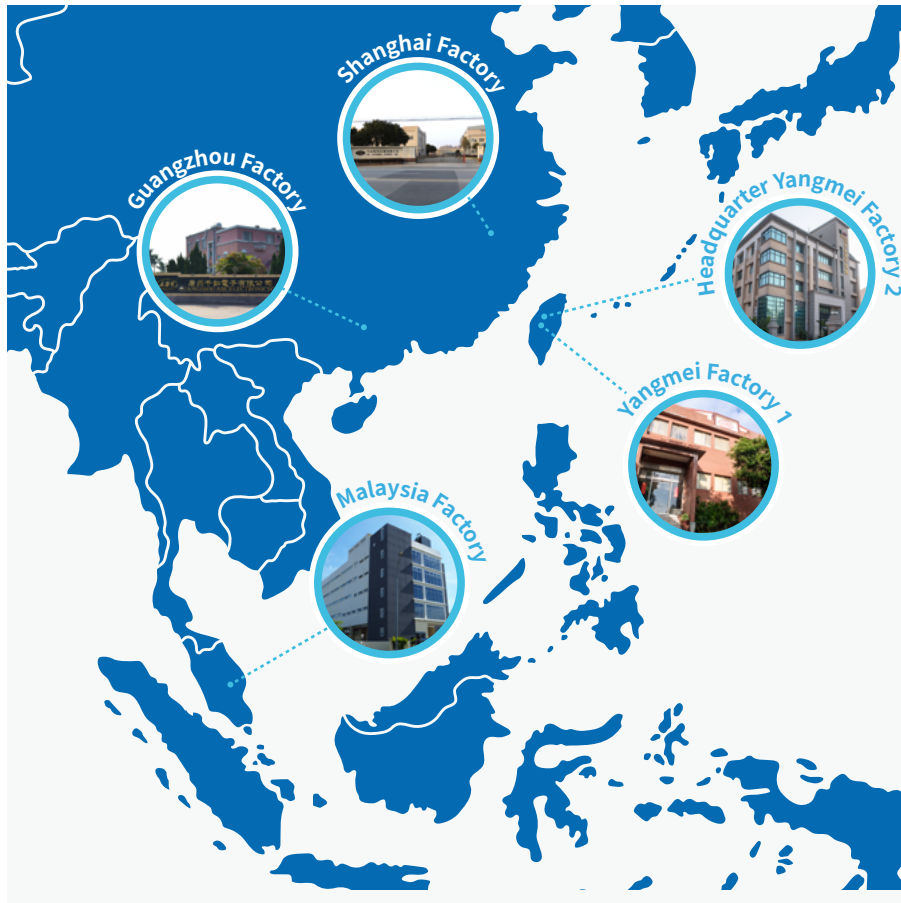 Shanghai Factory
Guangzhou Factory
Headquarter Yangmei Factory 2
Yangmei Factory 1
Malaysia Factory